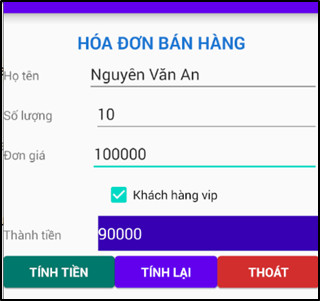 HÓA ĐƠN BÁN HÀNG
Họ tên Nguyên Văn An
Số lượng 10
Đơn giá 100000
Khách hàng vip
Thành tiền 90000
TÍNH TIỀN TÍNH LẠI THOÁT